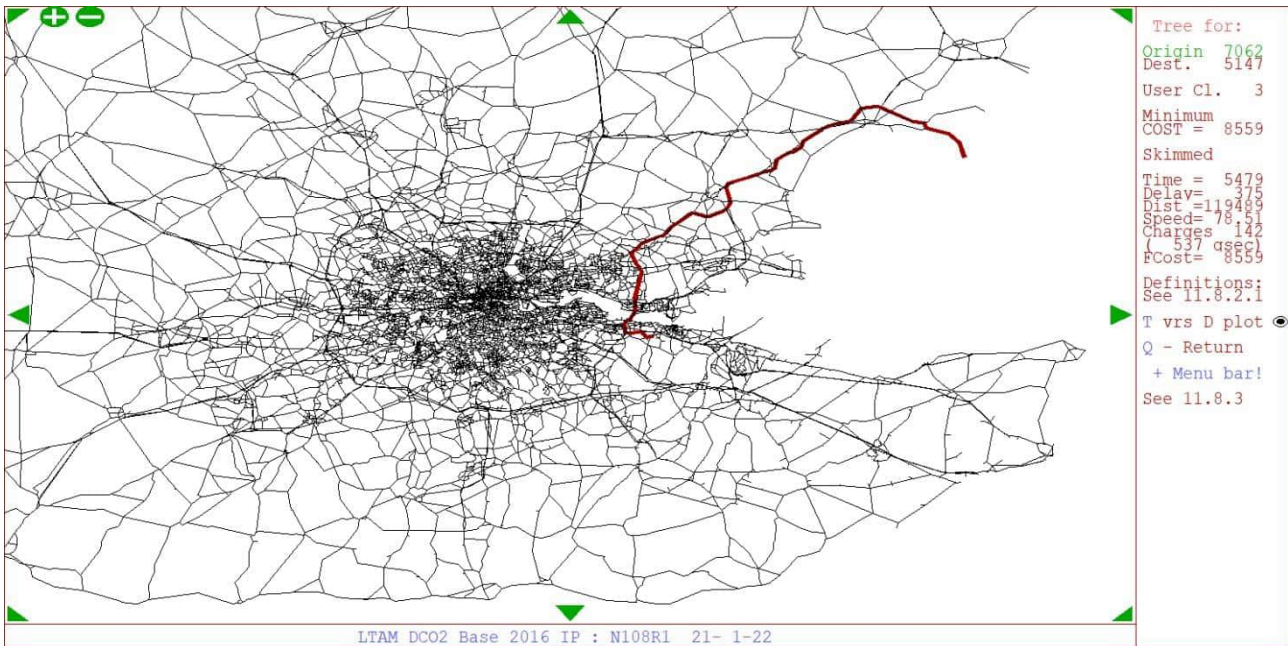 Tree for:
Origin 7062
Dest. 5147
User Cl. 3
Minimum
COST = 8559
Skimmed
Time = 5479
Delay= 375
Dist =119489
Speed= 78.51
Charges 142
( 537 gsec)
FCost= 8559
Definitions:
See 11.8.2.1
T vrs D plot
Q - Return
+ Menu bar!
See 11.8.3
LTAM DCO2 Base 2016 IP : N108R1 21- 1-22